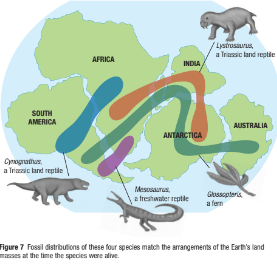 Lystrosaurus,
a Triassic land reptile
AFRICA
INDIA
SOUTH
AMERICA
ANTARCTICA
AUSTRALIA
Cynognathus,
a Triassic land reptile
Mesosaurus,
a freshwater reptile
Glossopteris,
a fern
Figure 7 Fossil distributions of these four species match the arrangements of the Earth's land
masses at the time the species were alive.